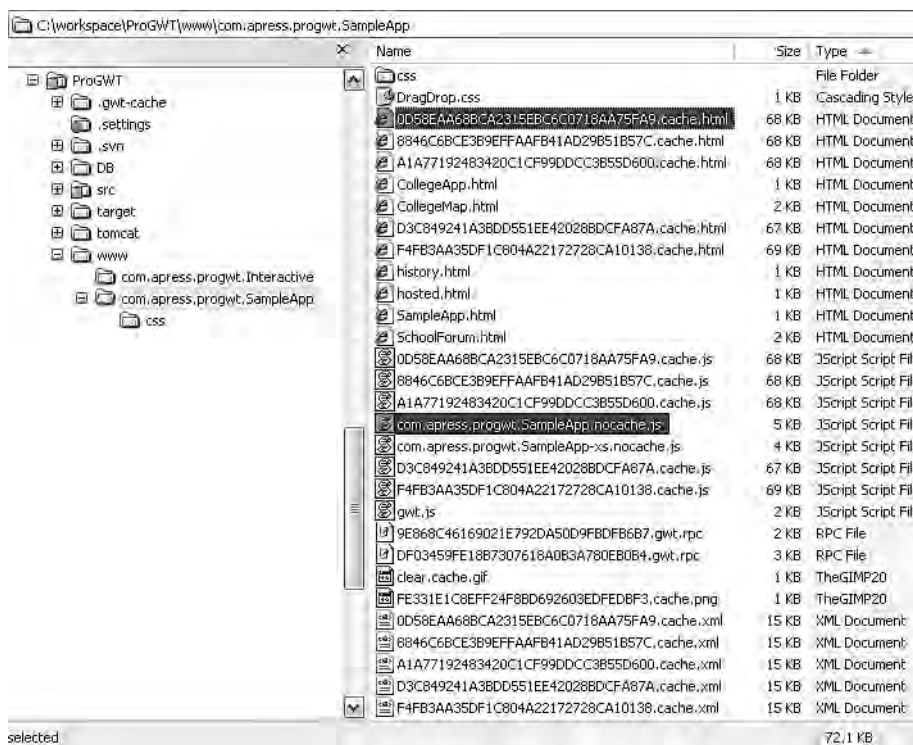 C:\workspace\ProGWT\www\com.apress.progwt.SampleApp
Name Size Type
ProGWT
.gwt-cache
.settings
.svn
DB
src
target
tomcat
www
com.apress.progwt.Interactive
com.apress.progwt.SampleApp
css
css File Folder
DragDrop.css 1 KB Cascading Style
0D58EAA68BCA2315EBC6C0718AA75FA9.cache.html 68 KB HTML Document
8846C6BCE3B9EFFAAFB41AD29B51B57C.cache.html 68 KB HTML Document
A1A77192483420C1CF99DDCC3B55D600.cache.html 68 KB HTML Document
CollegeApp.html 1 KB HTML Document
CollegeMap.html 2 KB HTML Document
D3C849241A3BDD551EE42028BDCFA87A.cache.html 67 KB HTML Document
F4FB3AA35DF1C804A22172728CA10138.cache.html 69 KB HTML Document
history.html 1 KB HTML Document
hosted.html 1 KB HTML Document
SampleApp.html 1 KB HTML Document
SchoolForum.html 2 KB HTML Document
0D58EAA68BCA2315EBC6C0718AA75FA9.cache.js 68 KB JScript Script Fil
8846C6BCE3B9EFFAAFB41AD29B51B57C.cache.js 68 KB JScript Script Fil
A1A77192483420C1CF99DDCC3B55D600.cache.js 68 KB JScript Script Fil
com.apress.progwt.SampleApp.nocache.js 5 KB JScript Script Fil
com.apress.progwt.SampleApp-xs.nocache.js 4 KB JScript Script Fil
D3C849241A3BDD551EE42028BDCFA87A.cache.js 67 KB JScript Script Fil
F4FB3AA35DF1C804A22172728CA10138.cache.js 69 KB JScript Script Fil
gwt.js 2 KB JScript Script Fil
9E868C46169021E792DA50D9FBDFB6B7.gwt.rpc 2 KB RPC File
DF03459FE18B7307618A0B3A780EB0B4.gwt.rpc 3 KB RPC File
clear.cache.gif 1 KB TheGIMP20
FE331E1C8EFF24F8BD692603EDFEDBF3.cache.png 1 KB TheGIMP20
0D58EAA68BCA2315EBC6C0718AA75FA9.cache.xml 15 KB XML Document
8846C6BCE3B9EFFAAFB41AD29B51B57C.cache.xml 15 KB XML Document
A1A77192483420C1CF99DDCC3B55D600.cache.xml 15 KB XML Document
D3C849241A3BDD551EE42028BDCFA87A.cache.xml 15 KB XML Document
F4FB3AA35DF1C804A22172728CA10138.cache.xml 15 KB XML Document
selected 72,1 KB